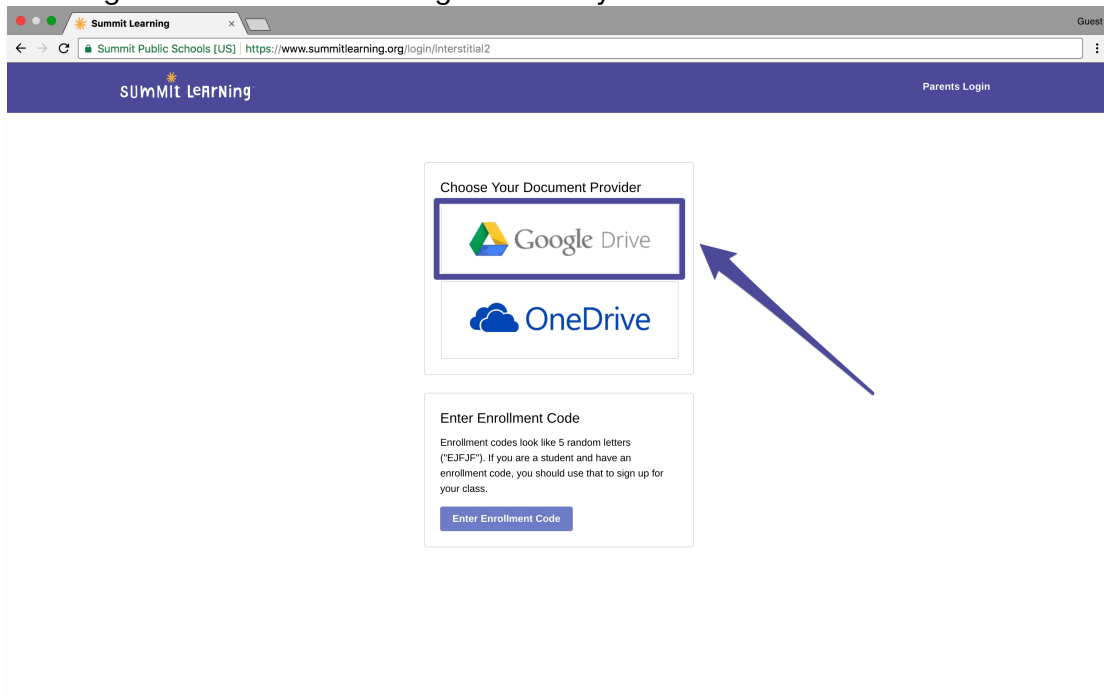 Summit Learning
Guest
Summit Public Schools [US] | https://www.summitlearning.org/login/interstitial2
SUMMIT LEARNING
Parents Login
Choose Your Document Provider
Google Drive
OneDrive
Enter Enrollment Code
Enrollment codes look like 5 random letters
("EJFJF"). If you are a student and have an
enrollment code, you should use that to sign up for
your class.
Enter Enrollment Code